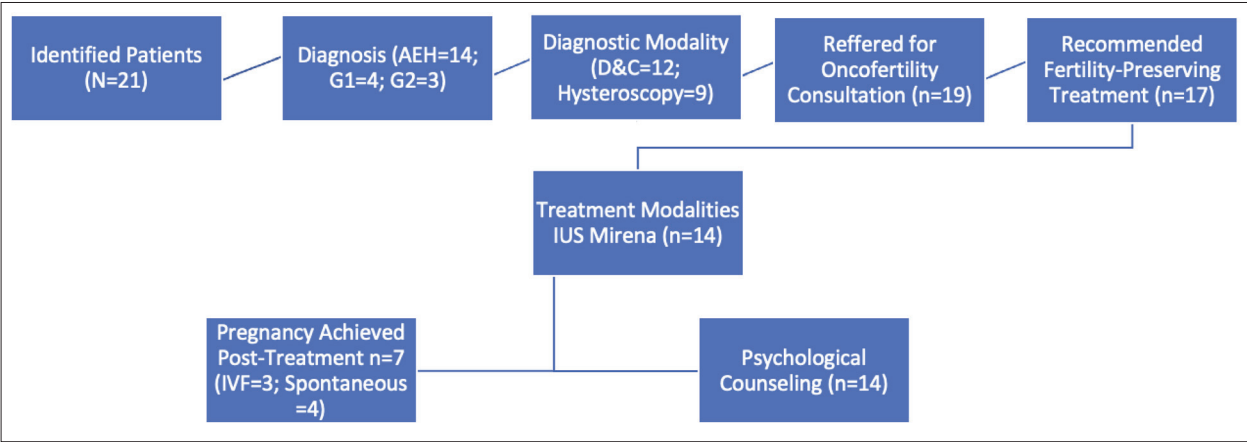 Identified Patients
(N=21)
Diagnosis (AEH=14;
G1=4; G2=3)
Diagnostic Modality
(D&C=12;
Hysteroscopy=9)
Reffered for
Oncofertility
Consultation (n=19)
Recommended
Fertility-Preserving
Treatment (n=17)
Treatment Modalities
IUS Mirena (n=14)
Pregnancy Achieved
Post-Treatment n=7
(IVF=3; Spontaneous
=4)
Psychological
Counseling (n=14)